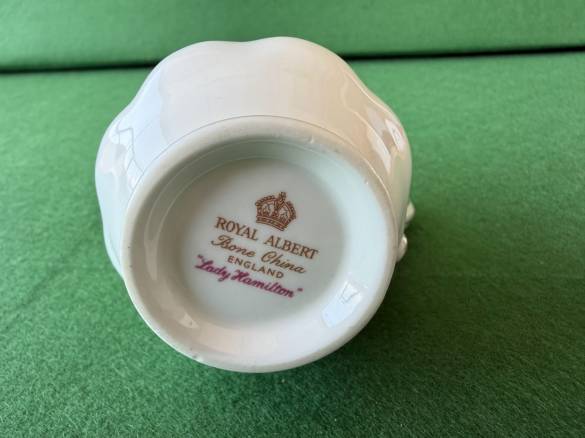 ROYAL ALBERT
Bone China
ENGLAND
"Lady Hamilton"